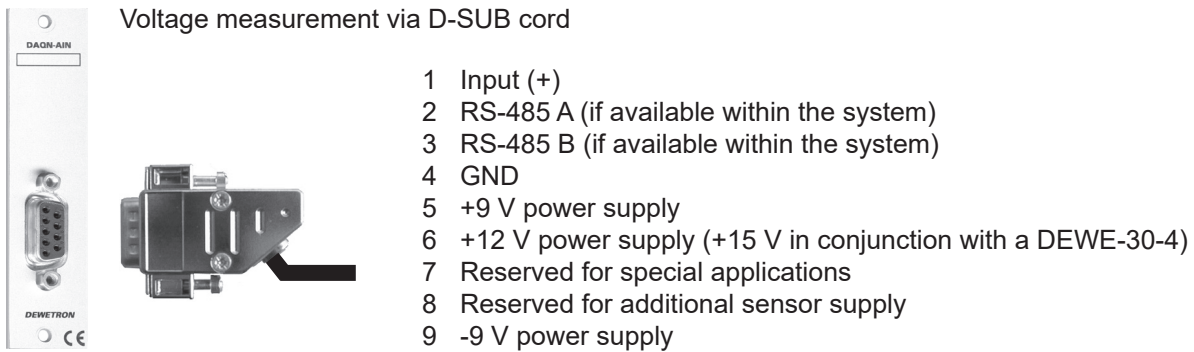 Voltage measurement via D-SUB cord
DAQN-AIN
1 Input (+)
2 RS-485 A (if available within the system)
3 RS-485 B (if available within the system)
4 GND
5 +9 V power supply
6 +12 V power supply (+15 V in conjunction with a DEWE-30-4)
7 Reserved for special applications
8 Reserved for additional sensor supply
9 -9 V power supply
DEWETRON
CE